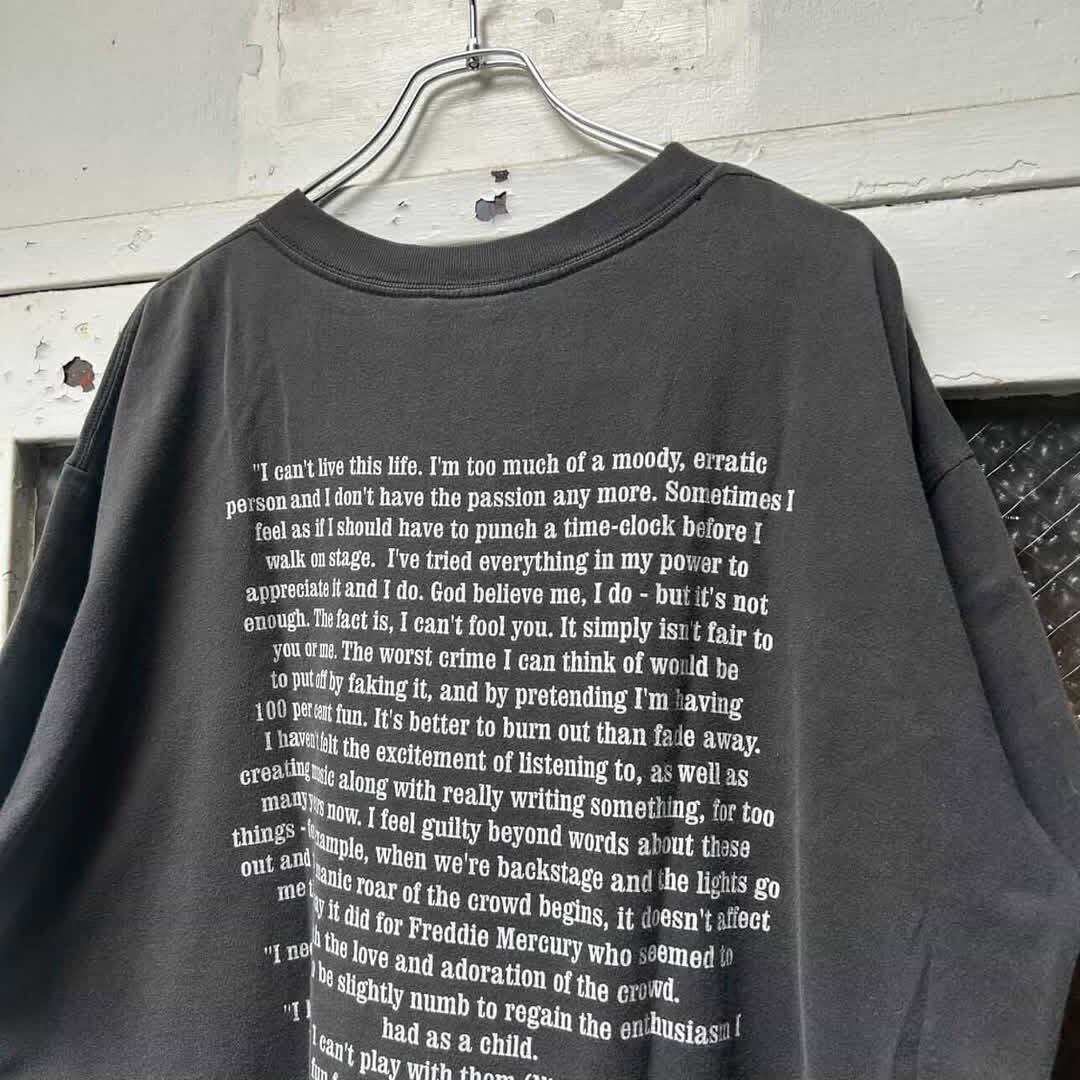 "I can't live this life. I'm too much of a moody, erratic
person and I don't have the passion any more. Sometimes I
feel as if I should have to punch a time-clock before I
walk on stage. I've tried everything in my power to
appreciate it and I do. God believe me, I do - but it's not
enough. The fact is, I can't fool you. It simply isn't fair to
you or me. The worst crime I can think of would be
to put off by faking it, and by pretending I'm having
100 per cent fun. It's better to burn out than fade away.
I haven't felt the excitement of listening to, as well as
creating music along with really writing something, for too
many years now. I feel guilty beyond words about these
things - for example, when we're backstage and the lights go
out and manic roar of the crowd begins, it doesn't affect
me it did for Freddie Mercury who seemed to
the love and adoration of the crowd.
be slightly numb to regain the enthusiasm I
had as a child.
I can't play with them